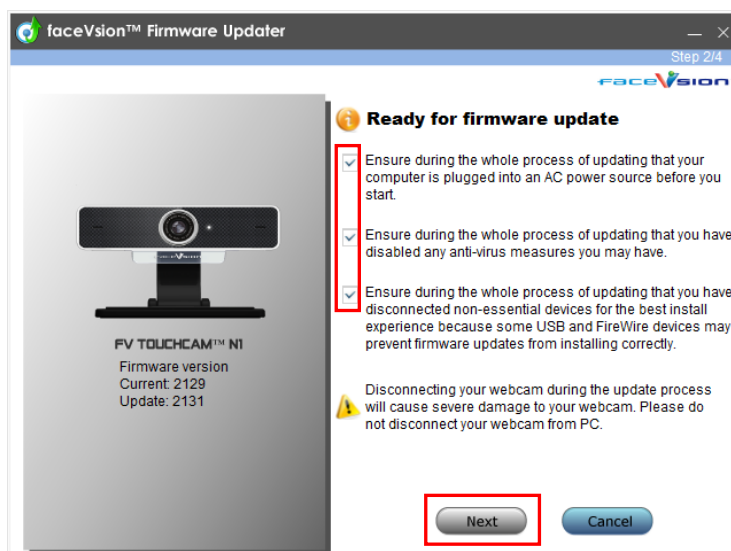 faceVsion™ Firmware Updater
Step 2/4
FaceVsion
Ready for firmware update
Ensure during the whole process of updating that your
computer is plugged into an AC power source before you
start.
Ensure during the whole process of updating that you have
disabled any anti-virus measures you may have.
Ensure during the whole process of updating that you have
disconnected non-essential devices for the best install
experience because some USB and FireWire devices may
prevent firmware updates from installing correctly.
FV TOUCHCAM™ N1
Firmware version
Current: 2129
Update: 2131
Disconnecting your webcam during the update process
will cause severe damage to your webcam. Please do
not disconnect your webcam from PC.
Next
Cancel